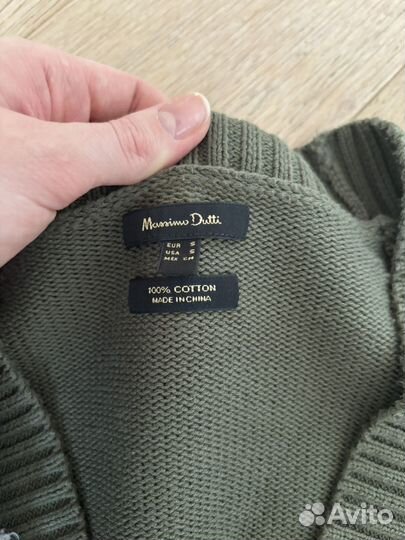 Massimo Dutti
EUR S
USA S
MEX CH
100% COTTON
MADE IN CHINA
Avito